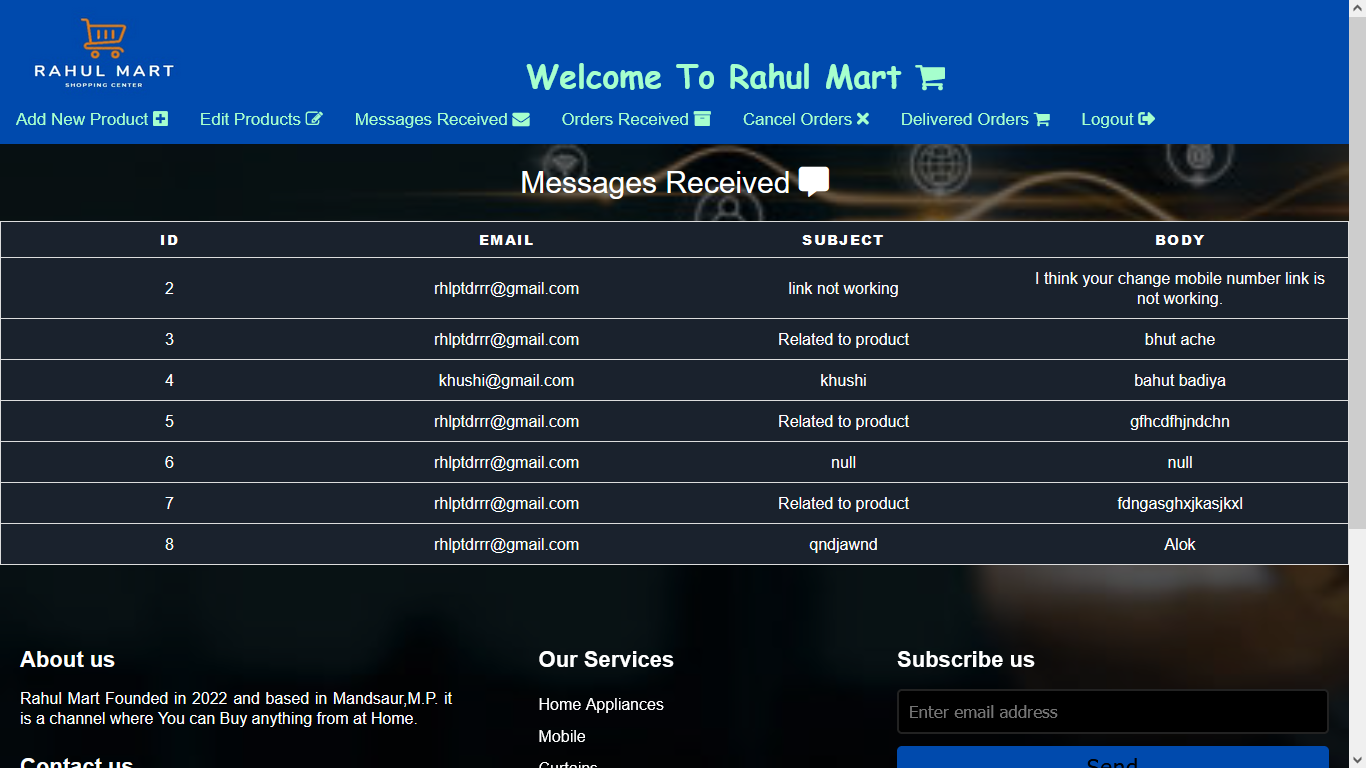 RAHUL MART
SHOPPING CENTER
Welcome To Rahul Mart
Add New Product Edit Products Messages Received Orders Received Cancel Orders Delivered Orders Logout
Messages Received
ID EMAIL SUBJECT BODY
2 rhlptdrrr@gmail.com link not working I think your change mobile number link is
not working.
3 rhlptdrrr@gmail.com Related to product bhut ache
4 khushi@gmail.com khushi bahut badiya
5 rhlptdrrr@gmail.com Related to product gfhcdfhjndchn
6 rhlptdrrr@gmail.com null null
7 rhlptdrrr@gmail.com Related to product fdngasghxjkasjkxl
8 rhlptdrrr@gmail.com qndjawnd Alok
About us
Rahul Mart Founded in 2022 and based in Mandsaur,M.P. it
is a channel where You can Buy anything from at Home.
Contact us
Our Services
Home Appliances
Mobile
Curtains
Subscribe us
Enter email address
Send